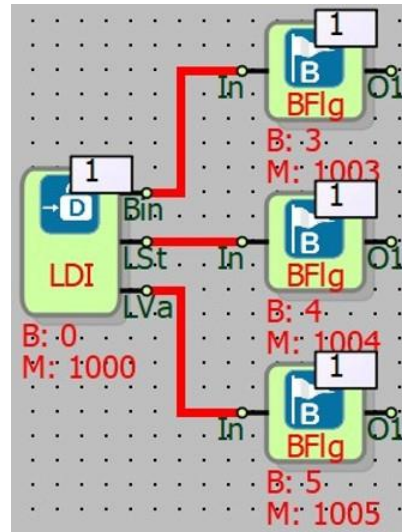 1
In
B
O1
BFlg
B: 3
M: 1003
1
D
Bin
LSt
LVa
LDI
B: 0
M: 1000
1
In
B
O1
BFlg
B: 4
M: 1004
1
In
B
O1
BFlg
B: 5
M: 1005